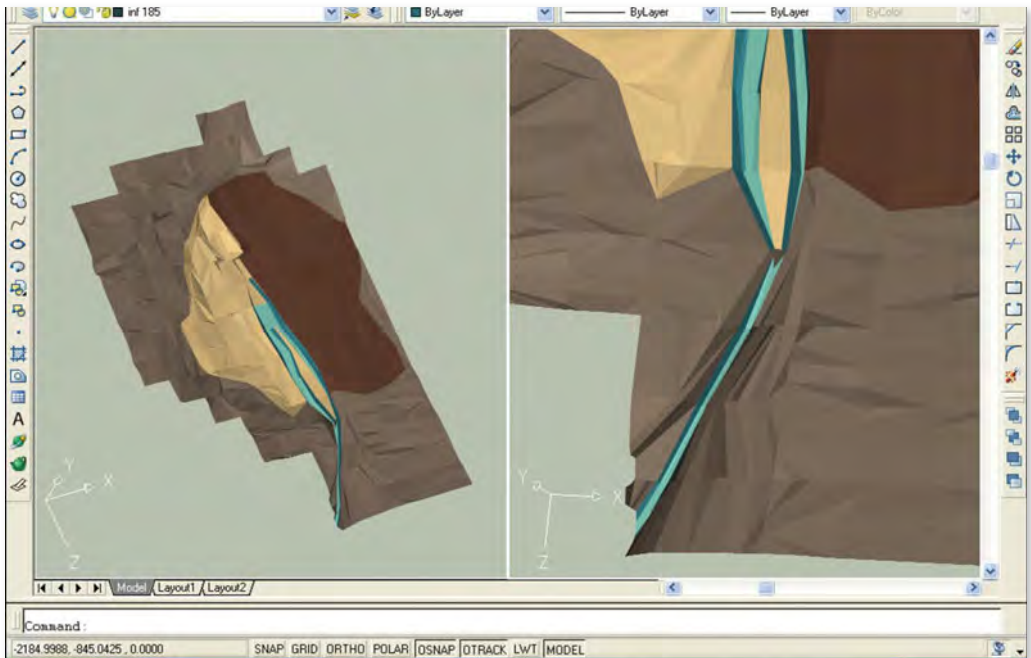 inf 185 ByLayer ByLayer ByLayer ByColor
A
Y X Z
Y X Z
Model Layout1 Layout2
Command:
-2184.9988, -845.0425 , 0.0000 SNAP GRID ORTHO POLAR OSNAP OTRACK LWT MODEL